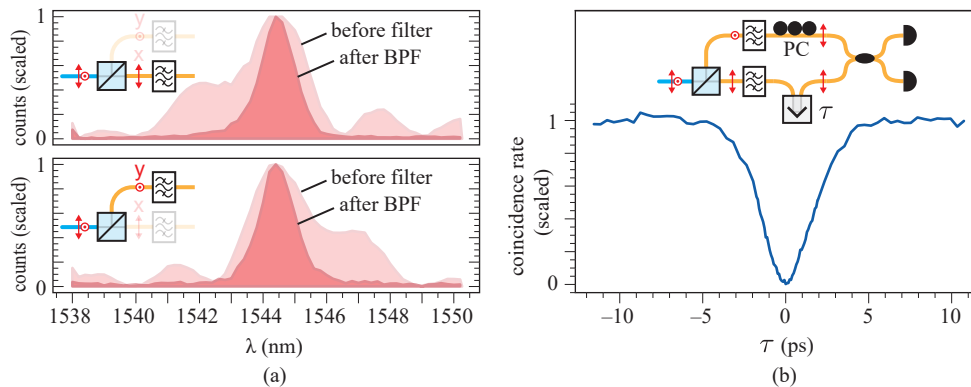 y
x
before filter
after BPF
counts (scaled)
1
0
y
x
before filter
after BPF
counts (scaled)
1
0
1538 1540 1542 1544 1546 1548 1550
λ (nm)
(a)
PC
τ
coincidence rate
(scaled)
1
0
−10 −5 0 5 10
τ (ps)
(b)